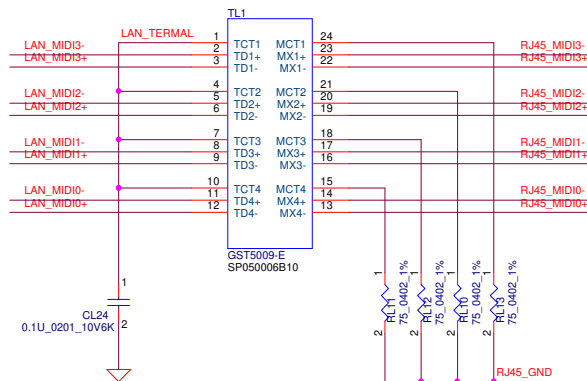 TL1
LAN_TERMAL
1 TCT1 MCT1 24
LAN_MIDI3- 2 TD1+ MX1+ 23 RJ45_MIDI3-
LAN_MIDI3+ 3 TD1- MX1- 22 RJ45_MIDI3+
4 TCT2 MCT2 21
LAN_MIDI2- 5 TD2+ MX2+ 20 RJ45_MIDI2-
LAN_MIDI2+ 6 TD2- MX2- 19 RJ45_MIDI2+
7 TCT3 MCT3 18
LAN_MIDI1- 8 TD3+ MX3+ 17 RJ45_MIDI1-
LAN_MIDI1+ 9 TD3- MX3- 16 RJ45_MIDI1+
10 TCT4 MCT4 15
LAN_MIDI0- 11 TD4+ MX4+ 14 RJ45_MIDI0-
LAN_MIDI0+ 12 TD4- MX4- 13 RJ45_MIDI0+
GST5009-E
SP050006B10
1
CL24
0.1U_0201_10V6K
2
1 RL11 75_0402_1% 2
1 RL12 75_0402_1% 2
1 RL10 75_0402_1% 2
1 RL13 75_0402_1% 2
RJ45_GND